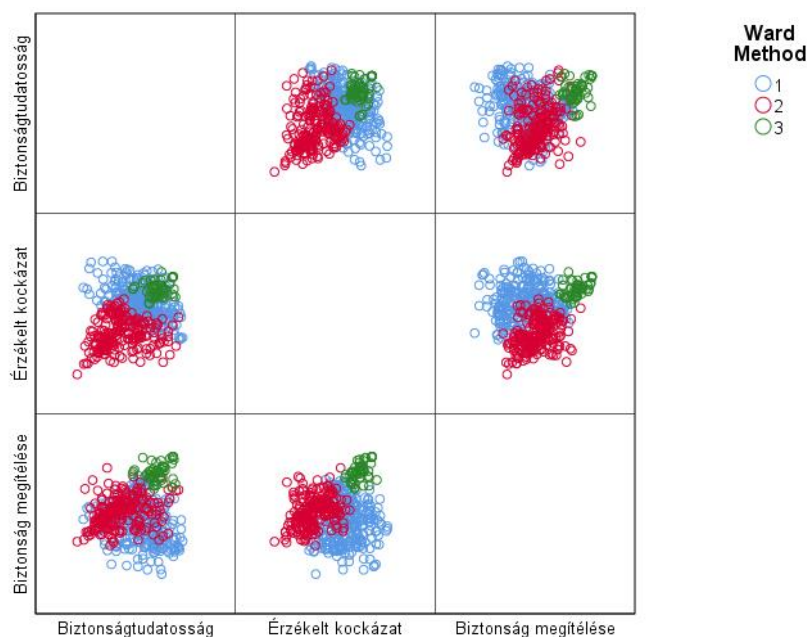 Ward
Method
1
2
3
Biztonságtudatosság
Érzékelt kockázat
Biztonság megítélése
Biztonságtudatosság
Érzékelt kockázat
Biztonság megítélése